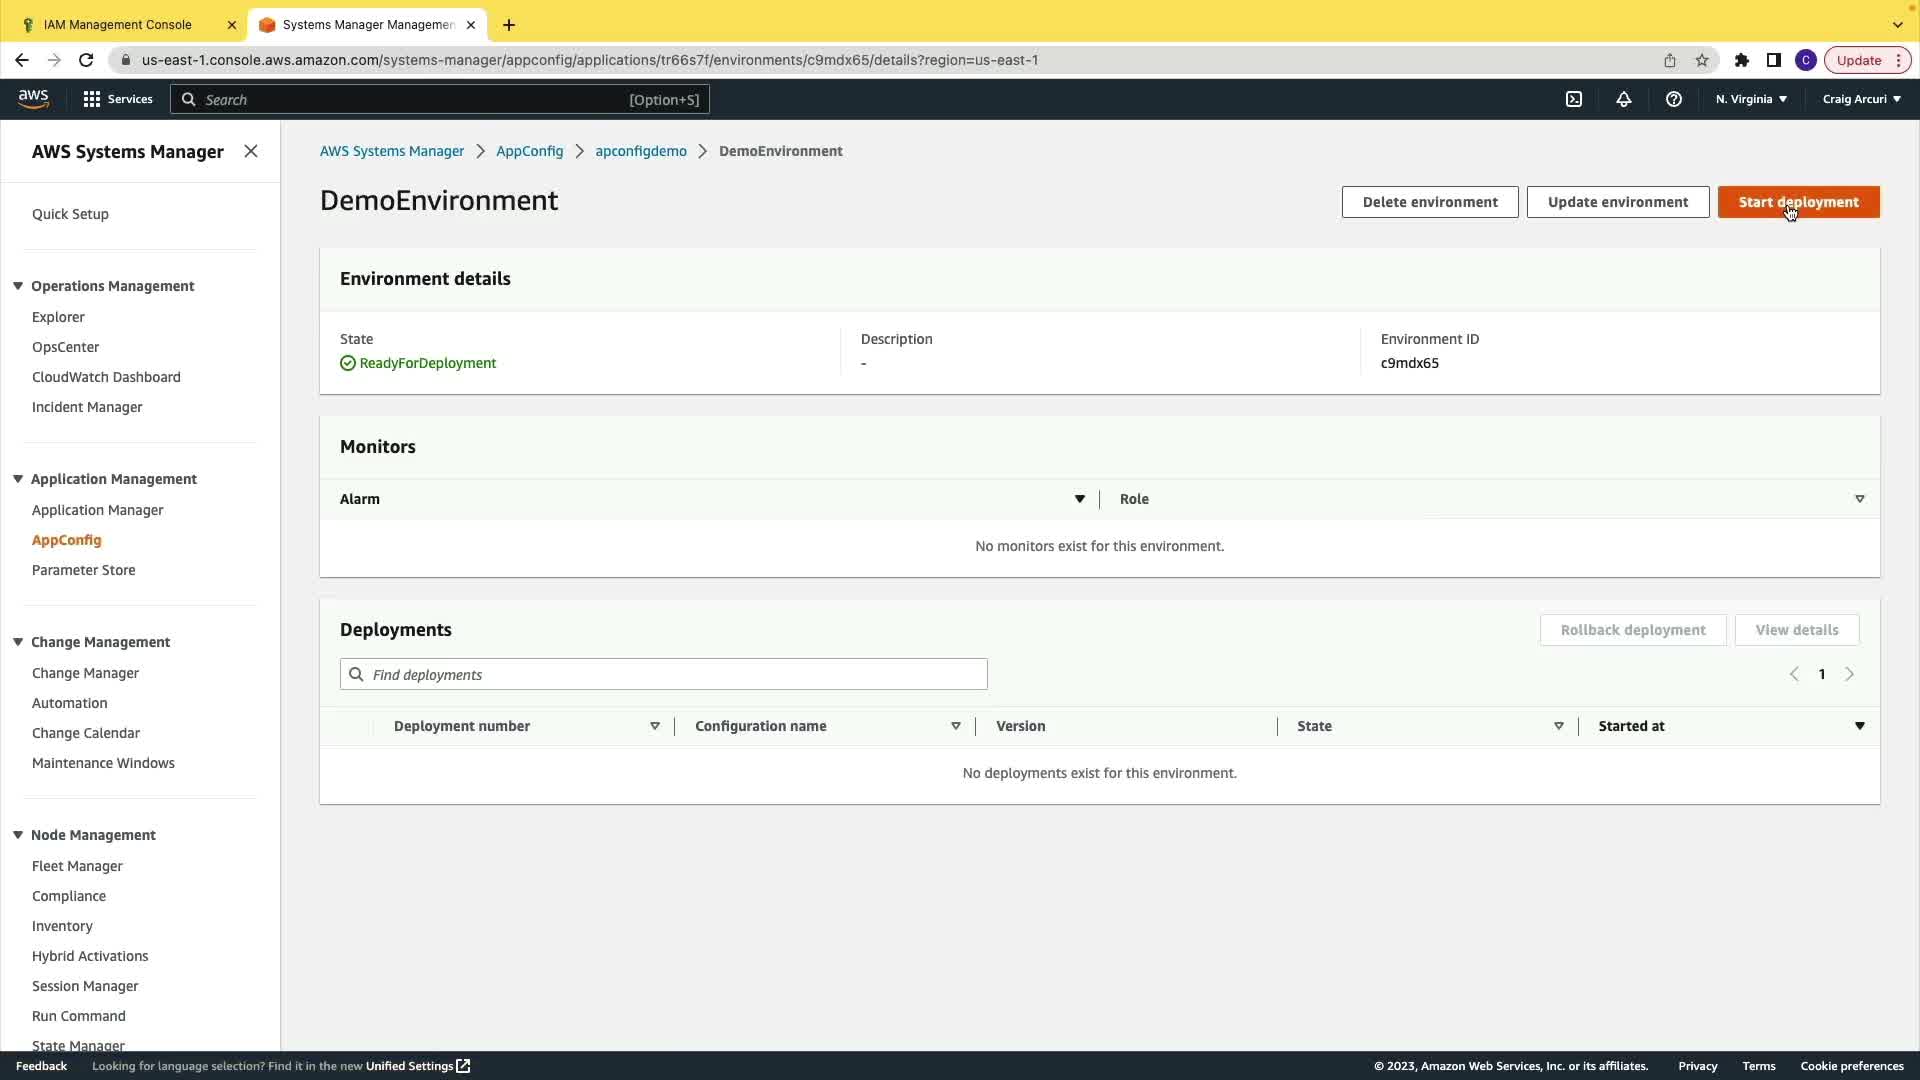 IAM Management Console
Systems Manager Managemen
us-east-1.console.aws.amazon.com/systems-manager/appconfig/applications/tr66s7f/environments/c9mdx65/details?region=us-east-1
C
Update
aws
Services
Search
[Option+S]
N. Virginia
Craig Arcuri
AWS Systems Manager
Quick Setup
Operations Management
Explorer
OpsCenter
CloudWatch Dashboard
Incident Manager
Application Management
Application Manager
AppConfig
Parameter Store
Change Management
Change Manager
Automation
Change Calendar
Maintenance Windows
Node Management
Fleet Manager
Compliance
Inventory
Hybrid Activations
Session Manager
Run Command
State Manager
AWS Systems Manager > AppConfig > apconfigdemo > DemoEnvironment
DemoEnvironment
Delete environment
Update environment
Start deployment
Environment details
State
ReadyForDeployment
Description
-
Environment ID
c9mdx65
Monitors
Alarm
Role
No monitors exist for this environment.
Deployments
Rollback deployment
View details
Find deployments
1
Deployment number
Configuration name
Version
State
Started at
No deployments exist for this environment.
Feedback
Looking for language selection? Find it in the new Unified Settings
© 2023, Amazon Web Services, Inc. or its affiliates.
Privacy
Terms
Cookie preferences